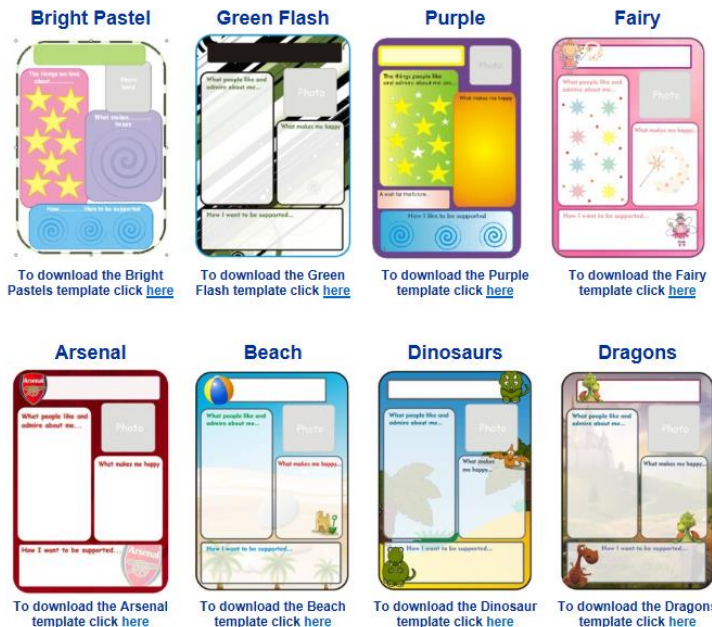 Bright Pastel
Green Flash
Purple
Fairy
The things we love
about
Share
here
What makes
happy
How likes to be supported
What people like and
admire about me...
Photo
What makes me happy
How I want to be supported...
The things people like
and admire about me are...
Photo
What makes me happy
A wish for the future...
How I like to be supported
What people like and
admire about me...
Photo
What makes me happy...
How I want to be supported...
To download the Bright
Pastels template click here
To download the Green
Flash template click here
To download the Purple
template click here
To download the Fairy
template click here
Arsenal
Beach
Dinosaurs
Dragons
Arsenal
What people like and
admire about me...
Photo
What makes me happy
How I want to be supported...
Arsenal
What people like and
admire about me...
Photo
What makes me happy...
How I want to be supported...
What people like and
admire about me...
Photo
What makes
me happy...
How I want to be supported...
What people like and
admire about me...
Photo
What makes me happy...
How I want to be supported...
To download the Arsenal
template click here
To download the Beach
template click here
To download the Dinosaur
template click here
To download the Dragons
template click here